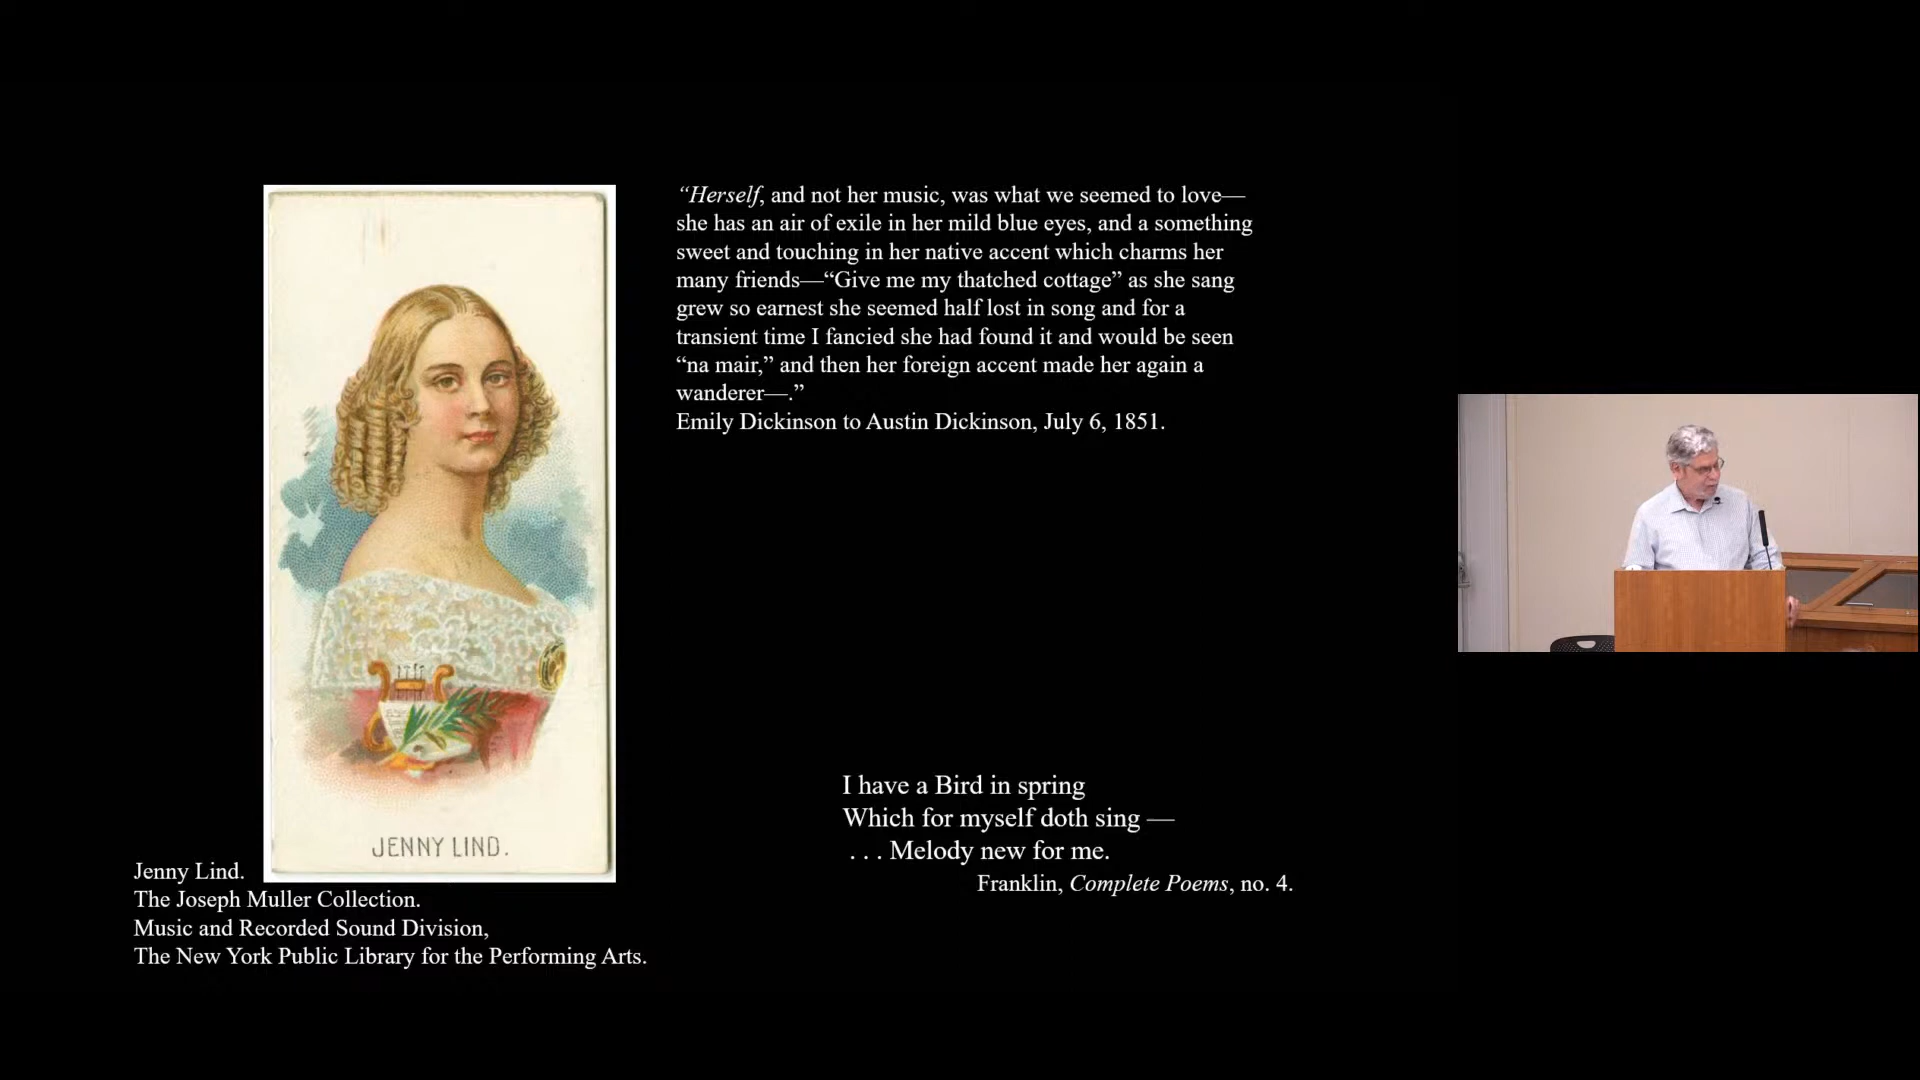 “Herself, and not her music, was what we seemed to love—
she has an air of exile in her mild blue eyes, and a something
sweet and touching in her native accent which charms her
many friends—“Give me my thatched cottage” as she sang
grew so earnest she seemed half lost in song and for a
transient time I fancied she had found it and would be seen
“na mair,” and then her foreign accent made her again a
wanderer—.”
Emily Dickinson to Austin Dickinson, July 6, 1851.
I have a Bird in spring
Which for myself doth sing —
. . . Melody new for me.
Franklin, Complete Poems, no. 4.
JENNY LIND.
Jenny Lind.
The Joseph Muller Collection.
Music and Recorded Sound Division,
The New York Public Library for the Performing Arts.